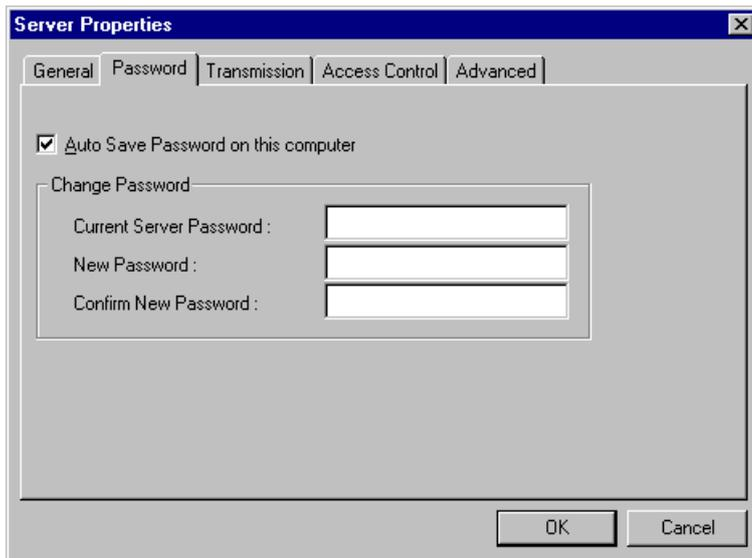 Server Properties
General Password Transmission Access Control Advanced
Auto Save Password on this computer
Change Password
Current Server Password :
New Password :
Confirm New Password :
OK Cancel